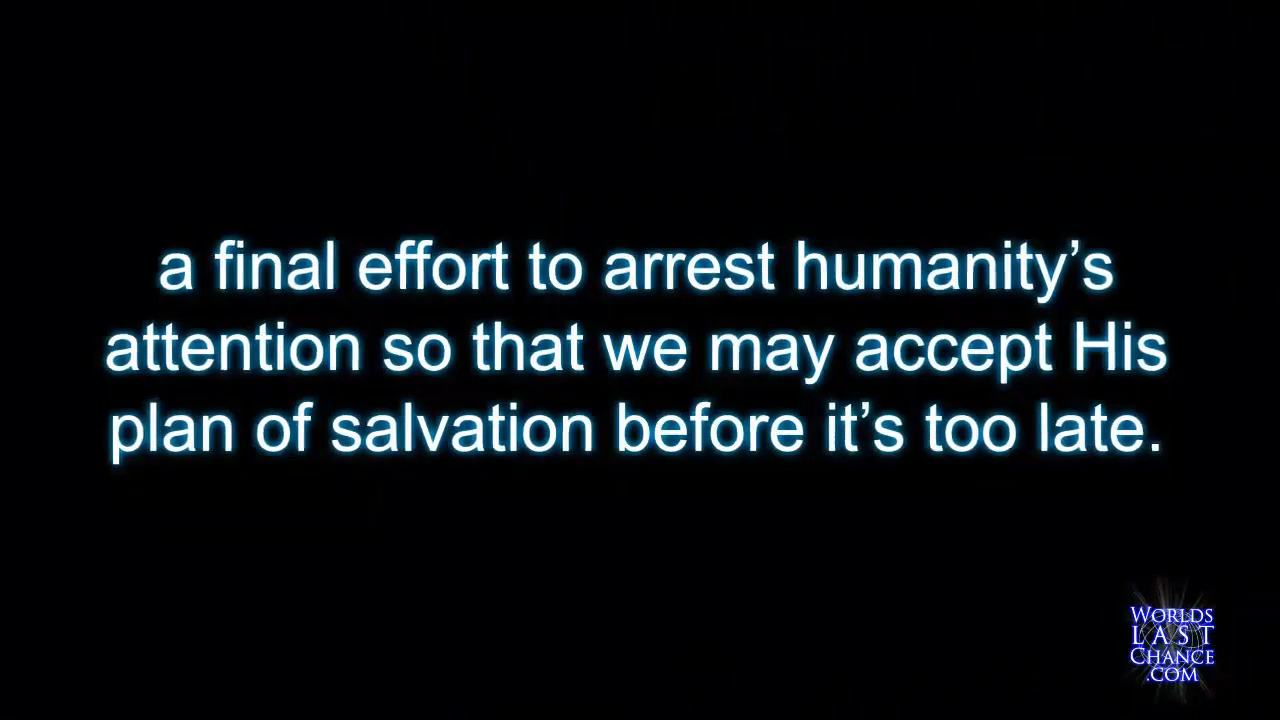 a final effort to arrest humanity’s
attention so that we may accept His
plan of salvation before it’s too late.
WORLDS
LAST
CHANCE
.COM